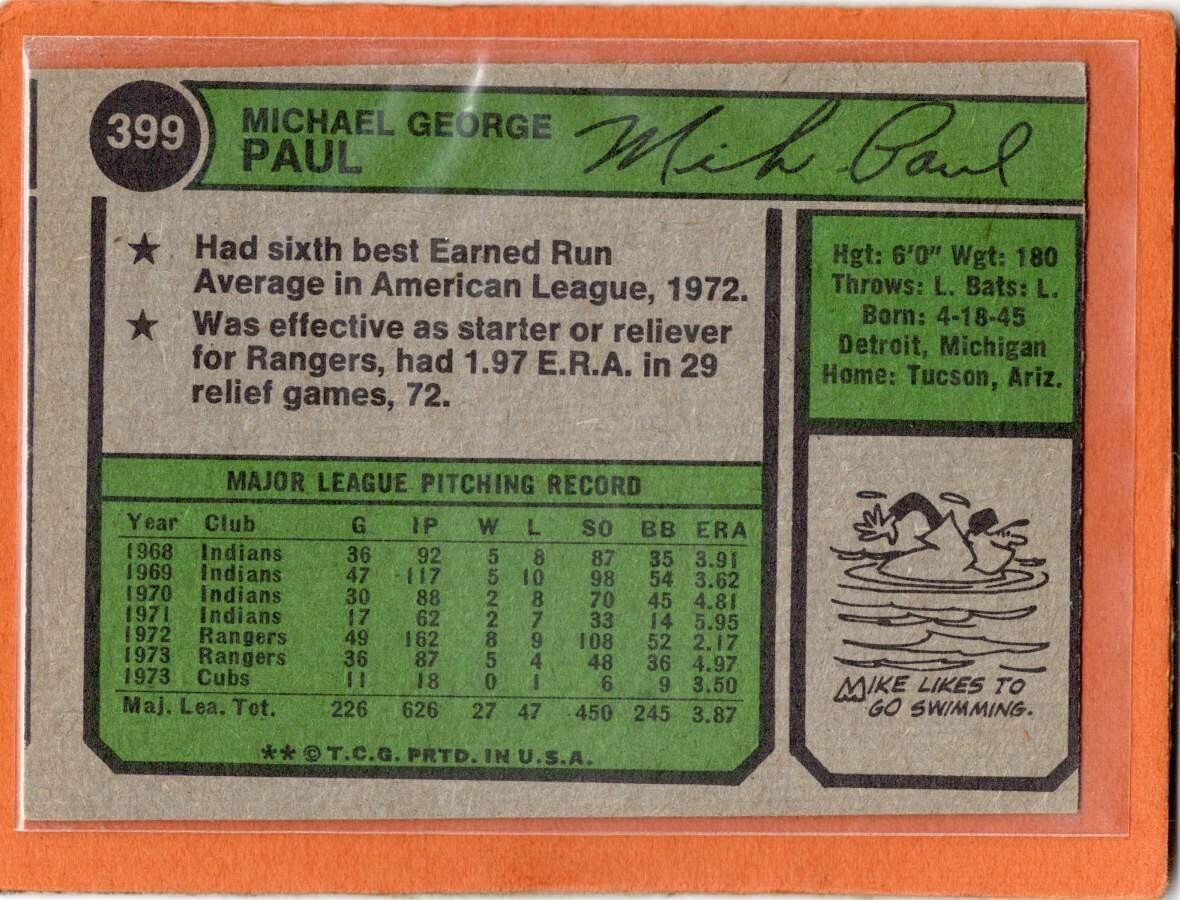 399
MICHAEL GEORGE
PAUL
Mike Paul
★ Had sixth best Earned Run
Average in American League, 1972.
★ Was effective as starter or reliever
for Rangers, had 1.97 E.R.A. in 29
relief games, 72.
Hgt: 6'0" Wgt: 180
Throws: L. Bats: L.
Born: 4-18-45
Detroit, Michigan
Home: Tucson, Ariz.
MAJOR LEAGUE PITCHING RECORD
Year Club G IP W L SO BB ERA
1968 Indians 36 92 5 8 87 35 3.91
1969 Indians 47 117 5 10 98 54 3.62
1970 Indians 30 88 2 8 70 45 4.81
1971 Indians 17 62 2 7 33 14 5.95
1972 Rangers 49 162 8 9 108 52 2.17
1973 Rangers 36 87 5 4 48 36 4.97
1973 Cubs 11 18 0 1 6 9 3.50
Maj. Lea. Tot. 226 626 27 47 450 245 3.87
** © T.C.G. PRTD. IN U.S.A.
MIKE LIKES TO
GO SWIMMING.